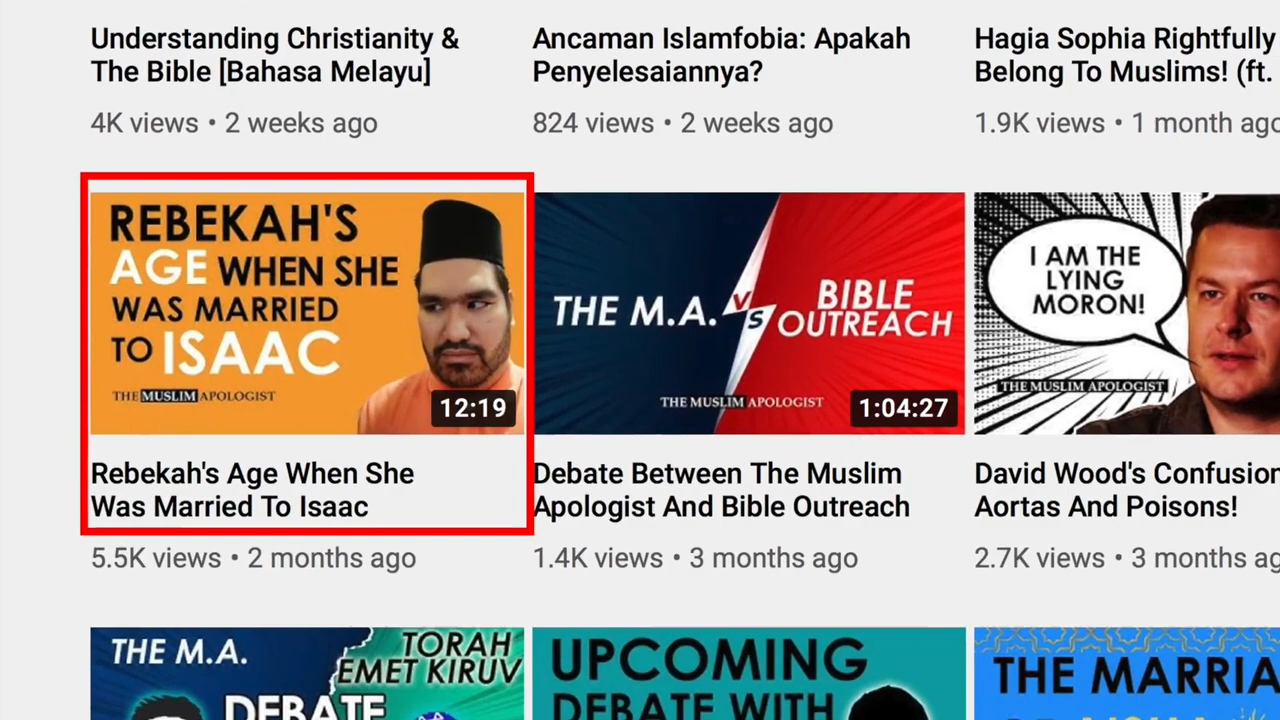 Understanding Christianity &
The Bible [Bahasa Melayu]
4K views • 2 weeks ago
Ancaman Islamfobia: Apakah
Penyelesaiannya?
824 views • 2 weeks ago
Hagia Sophia Rightfully
Belong To Muslims! (ft.
1.9K views • 1 month ago
REBEKAH'S
AGE WHEN SHE
WAS MARRIED
TO ISAAC
THE MUSLIM APOLOGIST
12:19
Rebekah's Age When She
Was Married To Isaac
5.5K views • 2 months ago
THE M.A. VS BIBLE
OUTREACH
THE MUSLIM APOLOGIST
1:04:27
Debate Between The Muslim
Apologist And Bible Outreach
1.4K views • 3 months ago
I AM THE
LYING
MORON!
THE MUSLIM APOLOGIST
David Wood's Confusion
Aortas And Poisons!
2.7K views • 3 months ag
THE M.A.
TORAH
EMET KIRUV
DEBATE
UPCOMING
DEBATE WITH
THE MARRIA